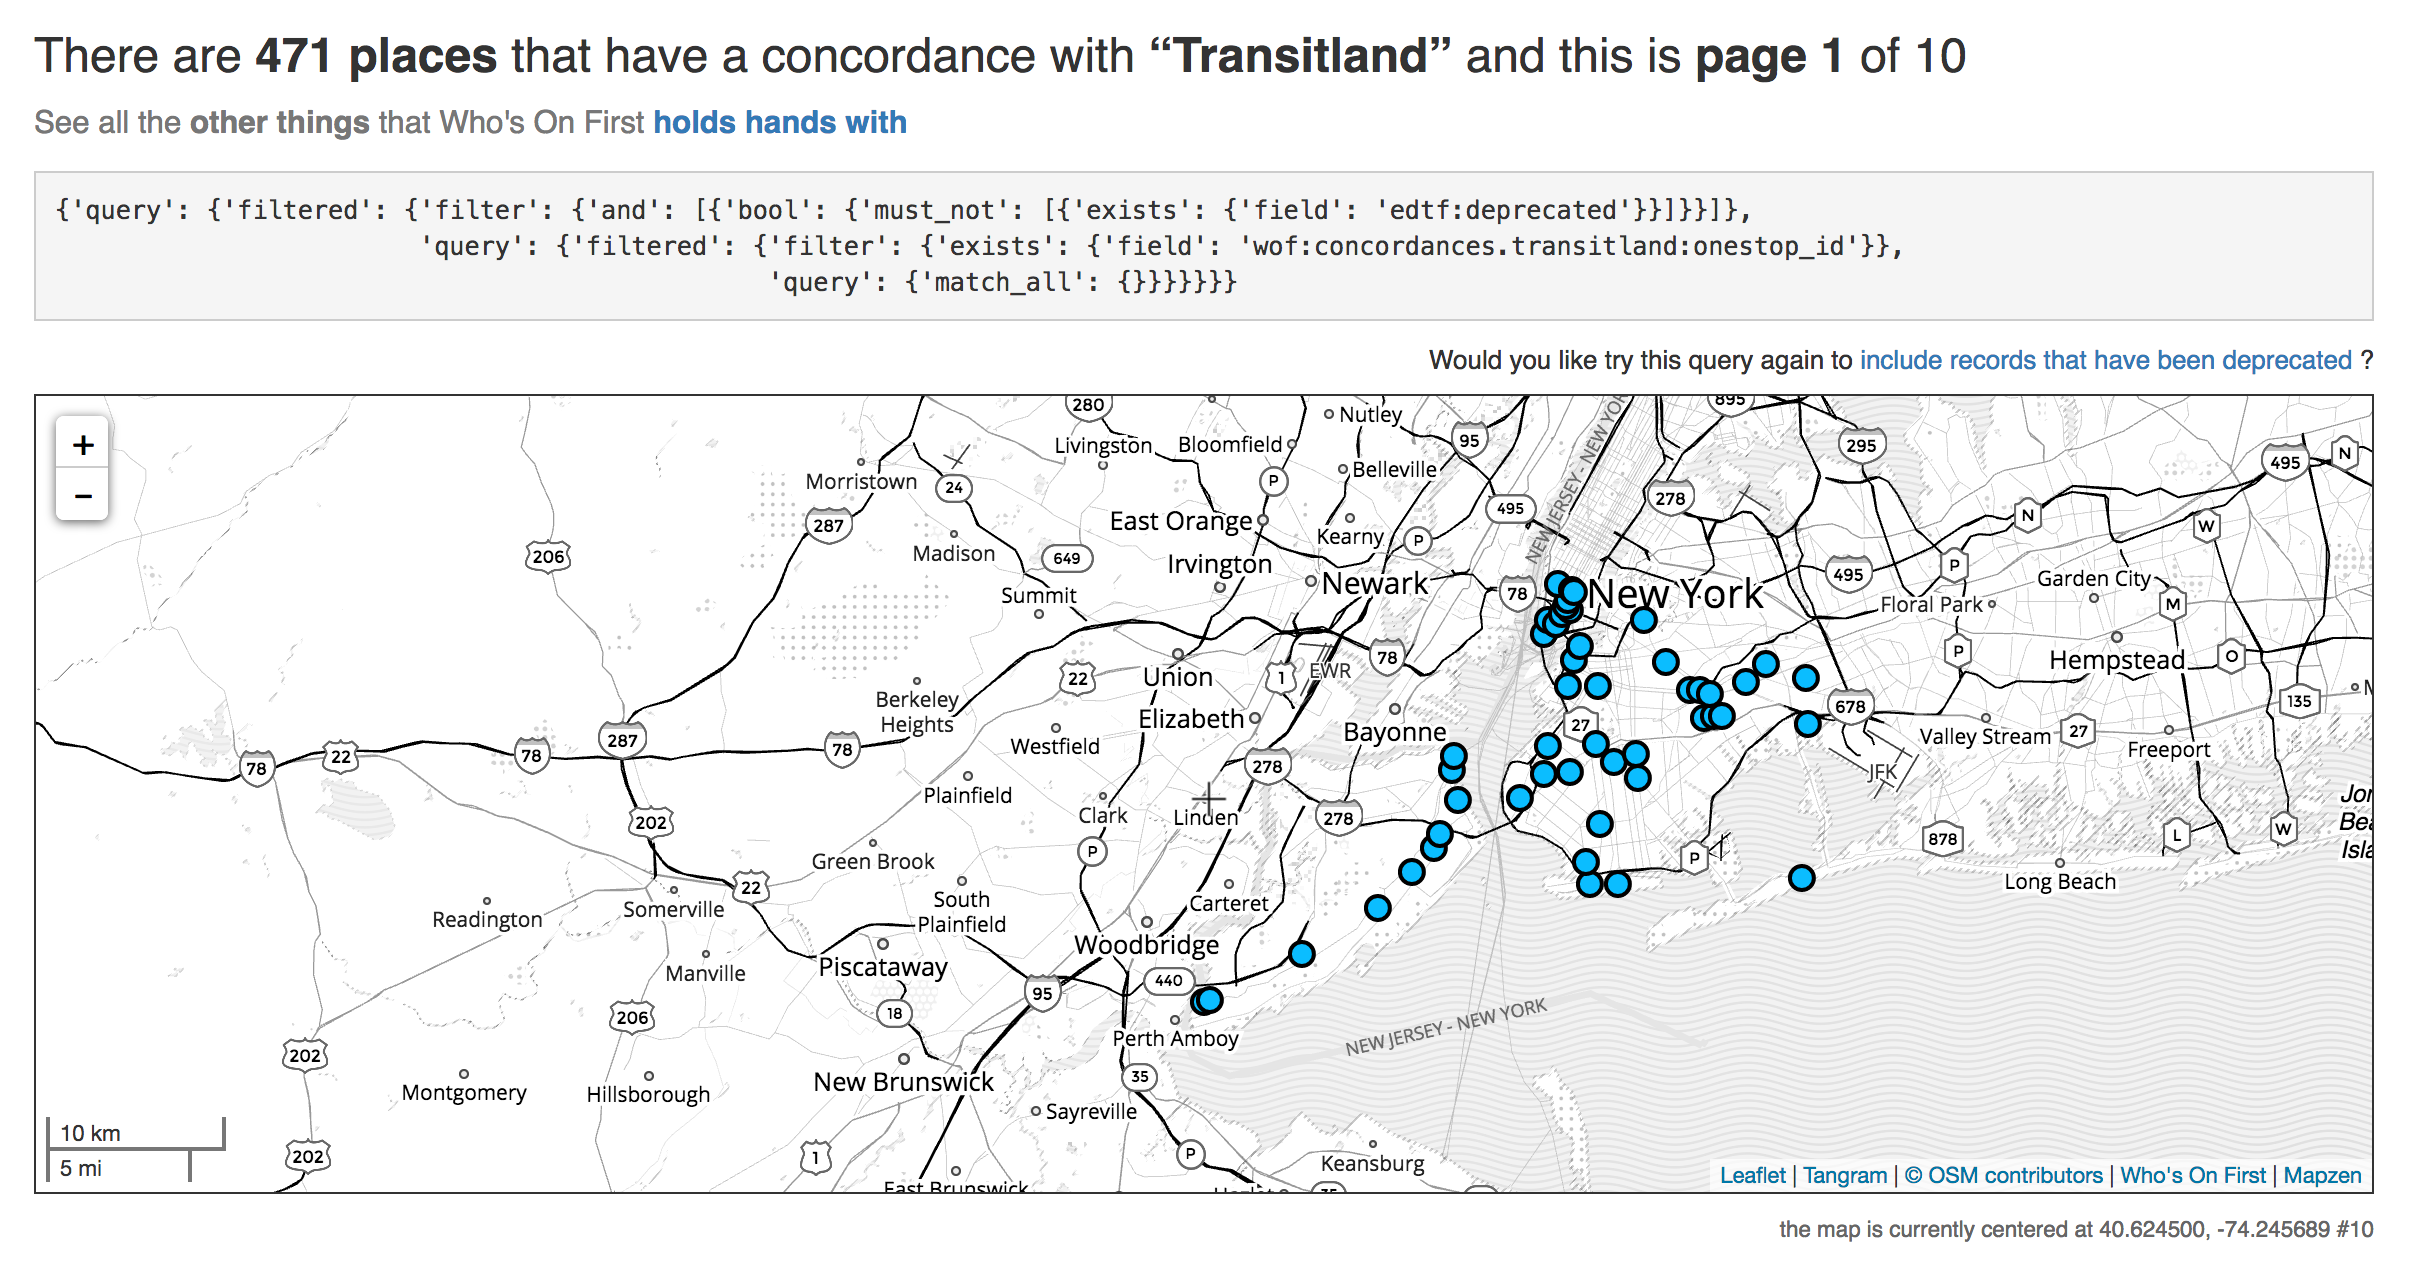 There are 471 places that have a concordance with “Transitland” and this is page 1 of 10
See all the other things that Who's On First holds hands with
{'query': {'filtered': {'filter': {'and': [{'bool': {'must_not': [{'exists': {'field': 'edtf:deprecated'}}]}}]},
'query': {'filtered': {'filter': {'exists': {'field': 'wof:concordances.transitland:onestop_id'}},
'query': {'match_all': {}}}}}}}
Would you like try this query again to include records that have been deprecated ?
+
−
280
Nutley
895
Livingston
Bloomfield
95
295
Morristown
Belleville
495
N
24
P
278
NEW JERSEY - NEW YORK
287
East Orange
495
N
W
206
Madison
649
Kearny
P
Irvington
Newark
495
P
Garden City
Summit
78
New York
Floral Park
M
78
EWR
P
Hempstead
O
22
Union
1
135
Berkeley
Heights
Elizabeth
27
678
Westfield
Bayonne
Valley Stream
27
Freeport
78
22
78
287
78
278
JFK
Plainfield
Clark
Linden
278
202
P
Green Brook
878
L
W
22
P
Long Beach
Readington
Somerville
South
Plainfield
Carteret
Woodbridge
Manville
Piscataway
440
95
18
206
NEW JERSEY - NEW YORK
Perth Amboy
202
Montgomery
Hillsborough
New Brunswick
35
Sayreville
10 km
5 mi
202
1
P
Keansburg
East Brunswick
35
Leaflet | Tangram | © OSM contributors | Who's On First | Mapzen
the map is currently centered at 40.624500, -74.245689 #10